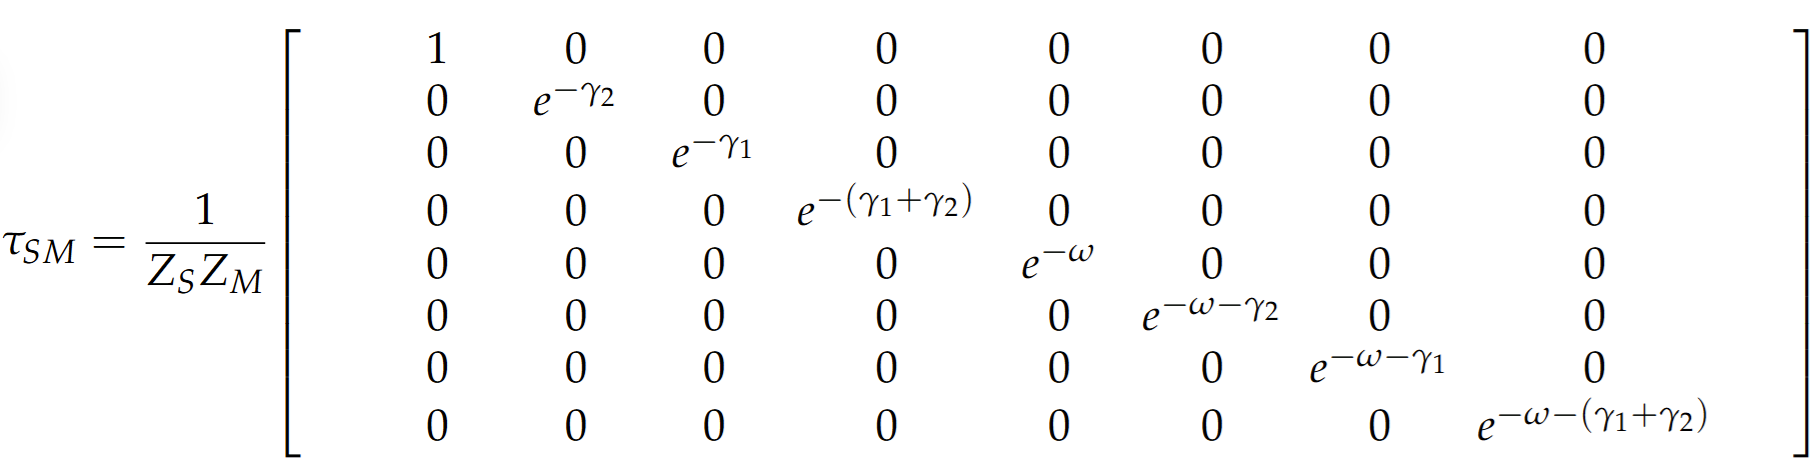 1 0 0 0 0 0 0 0
0 e^{−γ₂} 0 0 0 0 0 0
0 0 e^{−γ₁} 0 0 0 0 0
τ_{SM} = \frac{1}{Z_S Z_M} 0 0 0 e^{−(γ₁+γ₂)} 0 0 0 0
0 0 0 0 e^{−ω} 0 0 0
0 0 0 0 0 e^{−ω−γ₂} 0 0
0 0 0 0 0 0 e^{−ω−γ₁} 0
0 0 0 0 0 0 0 e^{−ω−(γ₁+γ₂)}